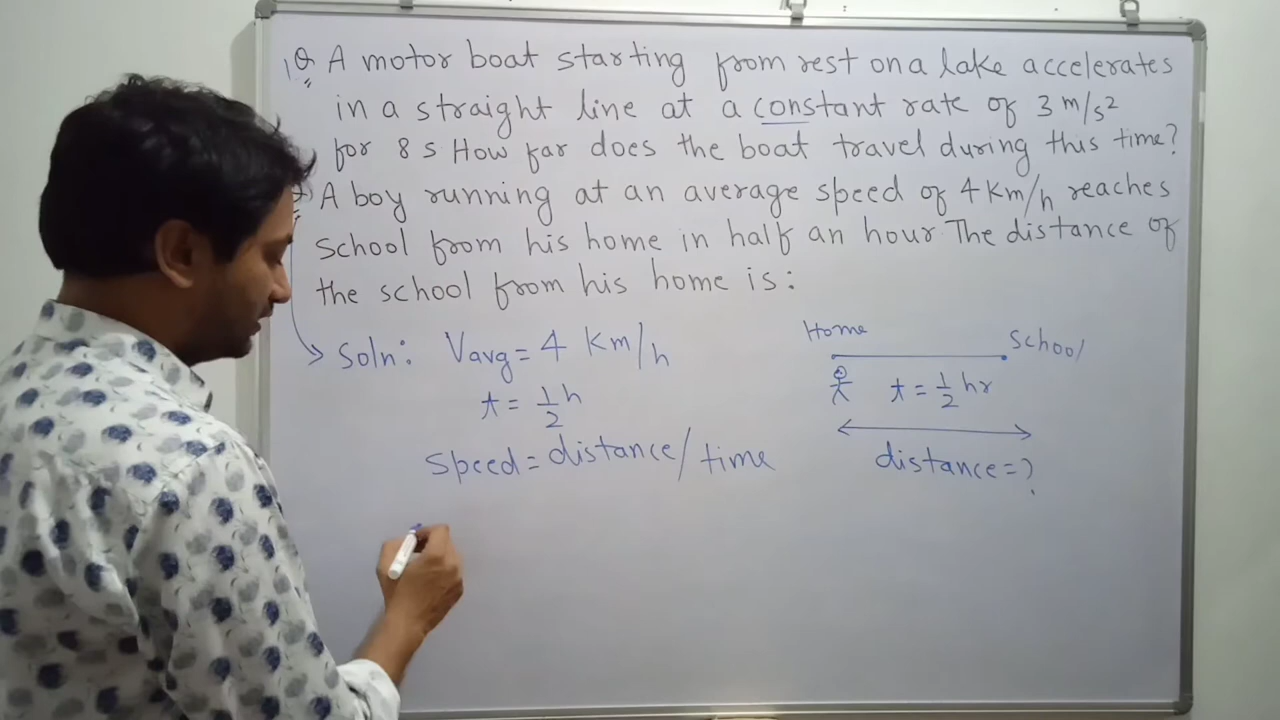 1Q A motor boat starting from rest on a lake accelerates
in a straight line at a constant rate of 3 m/s²
for 8 s How far does the boat travel during this time?
A boy running at an average speed of 4 Km/h reaches
School from his home in half an hour. The distance of
the school from his home is:
Soln: Vavg = 4 Km/h
t = 1/2 h
Speed = distance / time
Home
School
t = 1/2 hr
distance = ?